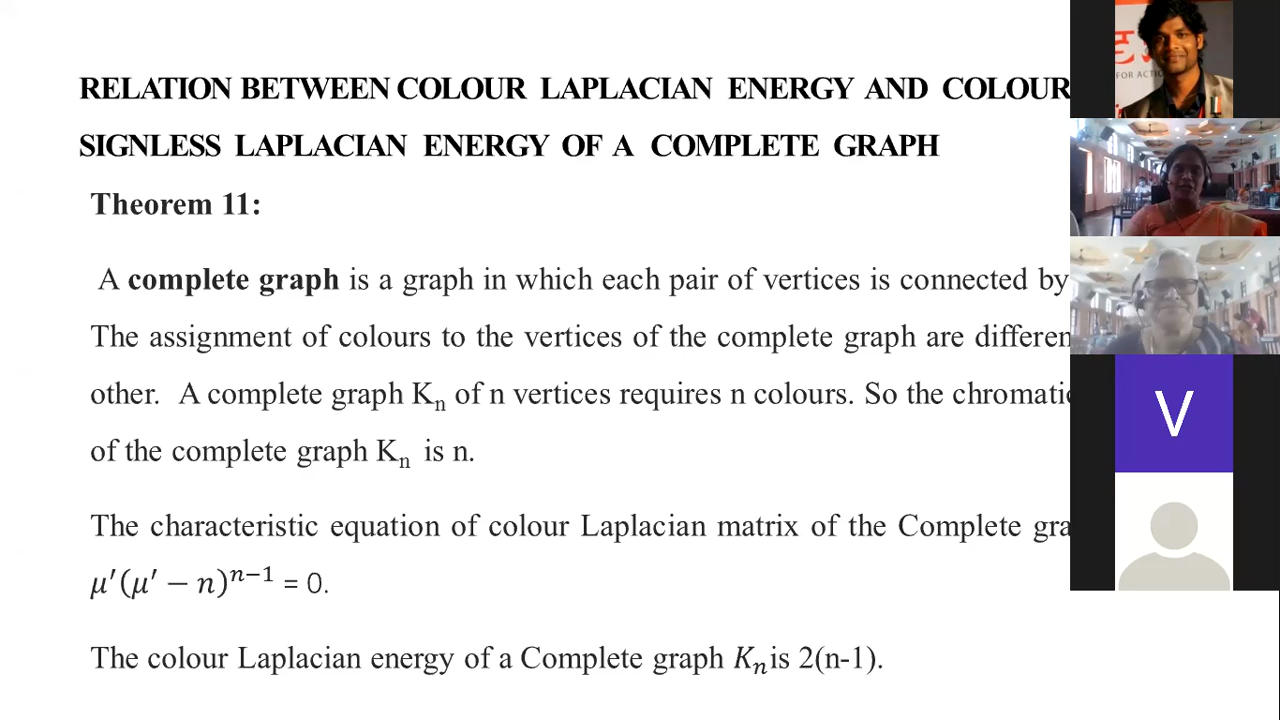 RELATION BETWEEN COLOUR LAPLACIAN ENERGY AND COLOUR
SIGNLESS LAPLACIAN ENERGY OF A COMPLETE GRAPH
Theorem 11:
A complete graph is a graph in which each pair of vertices is connected by
The assignment of colours to the vertices of the complete graph are differen
other. A complete graph Kₙ of n vertices requires n colours. So the chromatic
of the complete graph Kₙ is n.
The characteristic equation of colour Laplacian matrix of the Complete gra
μ′(μ′ − n)ⁿ⁻¹ = 0.
The colour Laplacian energy of a Complete graph Kₙ is 2(n-1).
FOR ACTIO
V